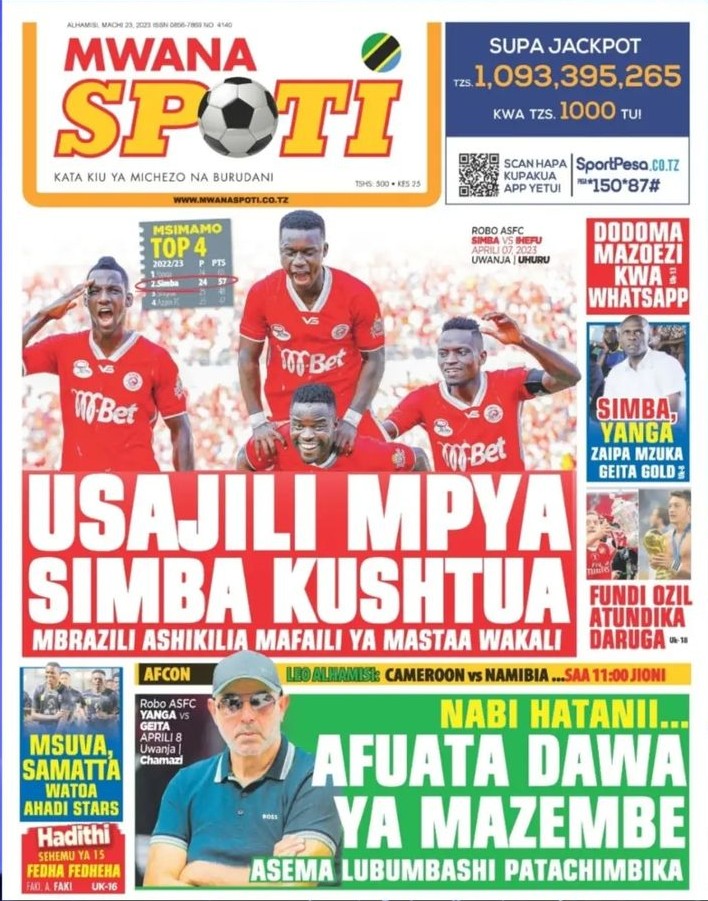 ALHAMISI, MACHI 23, 2023 ISSN 0856-7869 NO. 4140
MWANA
SPOTI
KATA KIU YA MICHEZO NA BURUDANI
TSHS: 500 • KES 25
WWW.MWANASPOTI.CO.TZ
SUPA JACKPOT
TZS. 1,093,395,265
KWA TZS. 1000 TU!
SCAN HAPA
KUPAKUA
APP YETU!
SportPesa.CO.TZ
*150*87#
MSIMAMO
TOP 4
2022/23 P PTS
2.Simba 24 57
ROBO ASFC
SIMBA VS IHEFU
APRILI 07, 2023
UWANJA | UHURU
M-Bet
M-Bet
M-Bet
USAJILI MPYA
SIMBA KUSHTUA
MBRAZILI ASHIKILIA MAFAILI YA MASTAA WAKALI
DODOMA
MAZOEZI
KWA
WHATSAPP
SIMBA,
YANGA
ZAIPA MZUKA
GEITA GOLD
FUNDI OZIL
ATUNDIKA
DARUGA Uk-18
MSUVA,
SAMATTA
WATOA
AHADI STARS
Hadithi
SEHEMU YA 15
FEDHA FEDHEHA
FAKI. A. FAKI UK-16
AFCON LEO ALHAMISI: CAMEROON vs NAMIBIA ...SAA 11:00 JIONI
Robo ASFC
YANGA vs
GEITA
APRILI 8
Uwanja |
Chamazi
BOSS
NABI HATANII...
AFUATA DAWA
YA MAZEMBE
ASEMA LUBUMBASHI PATACHIMBIKA